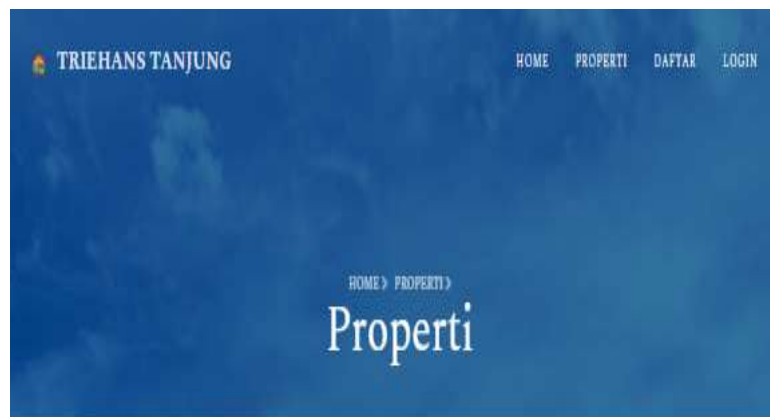 TRIEHANS TANJUNG HOME PROPERTI DAFTAR LOGIN
HOME》 PROPERTI》
Properti